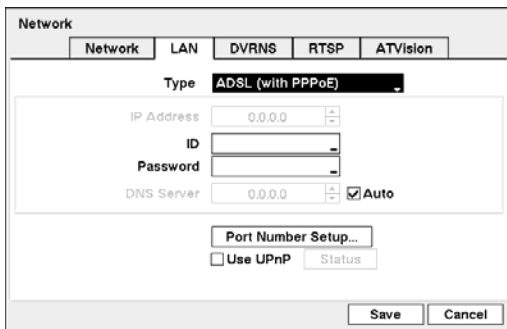 Network
Network LAN DVRNS RTSP ATVision
Type ADSL (with PPPoE)
IP Address 0.0.0.0
ID
Password
DNS Server 0.0.0.0 Auto
Port Number Setup...
Use UPnP Status
Save Cancel